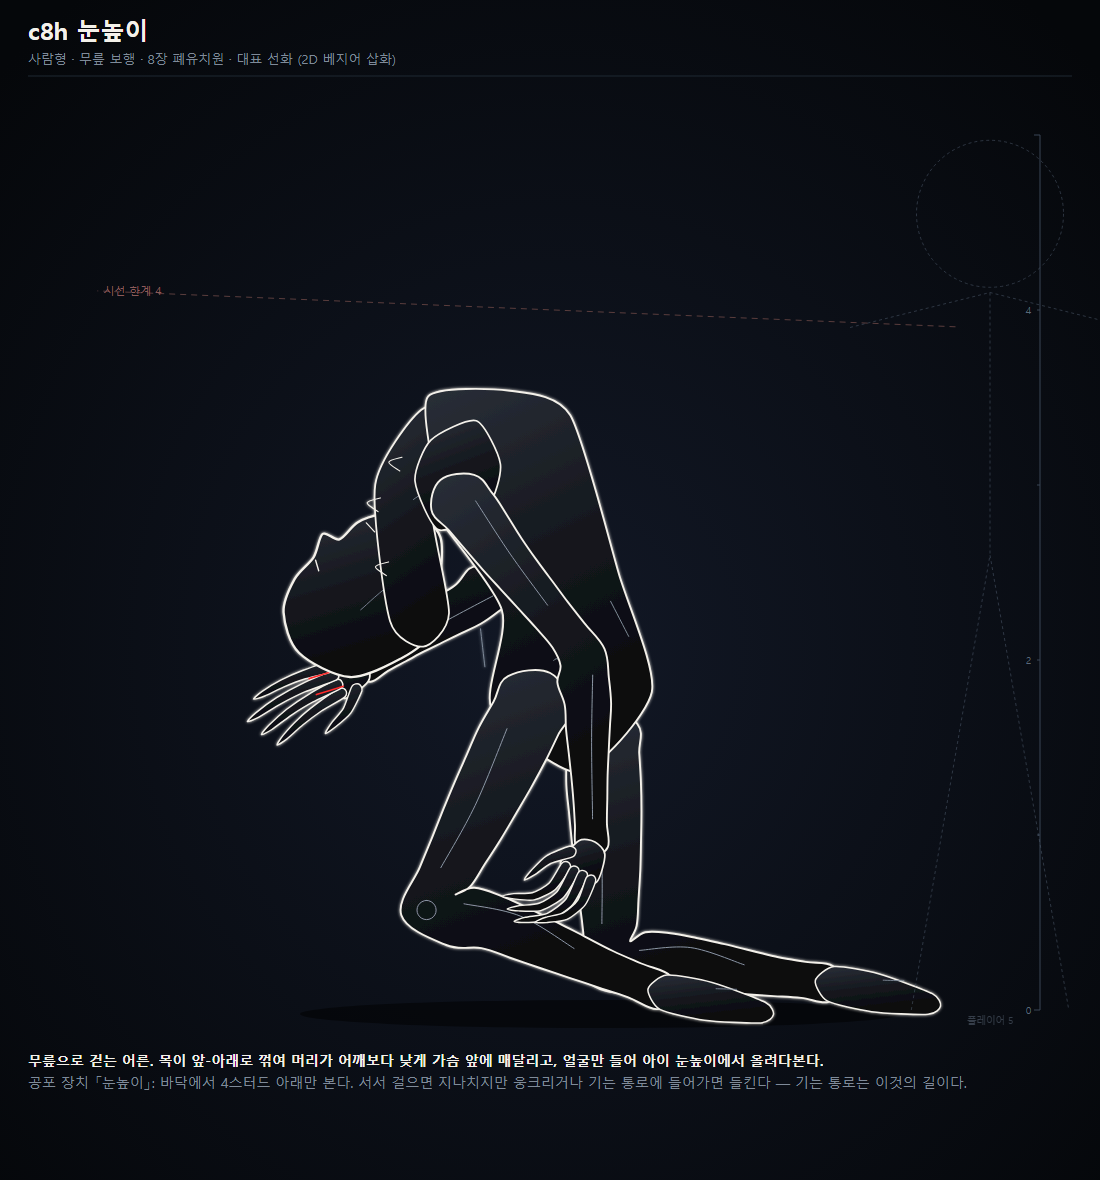 c8h 눈높이
사람형 · 무릎 보행 · 8장 폐유치원 · 대표 선화 (2D 베지어 삽화)
시선 한계 4
4
2
0
플레이어 5
무릎으로 걷는 어른. 목이 앞-아래로 꺾여 머리가 어깨보다 낮게 가슴 앞에 매달리고, 얼굴만 들어 아이 눈높이에서 올려다본다.
공포 장치 「눈높이」: 바닥에서 4스터드 아래만 본다. 서서 걸으면 지나치지만 웅크리거나 기는 통로에 들어가면 들킨다 — 기는 통로는 이것의 길이다.